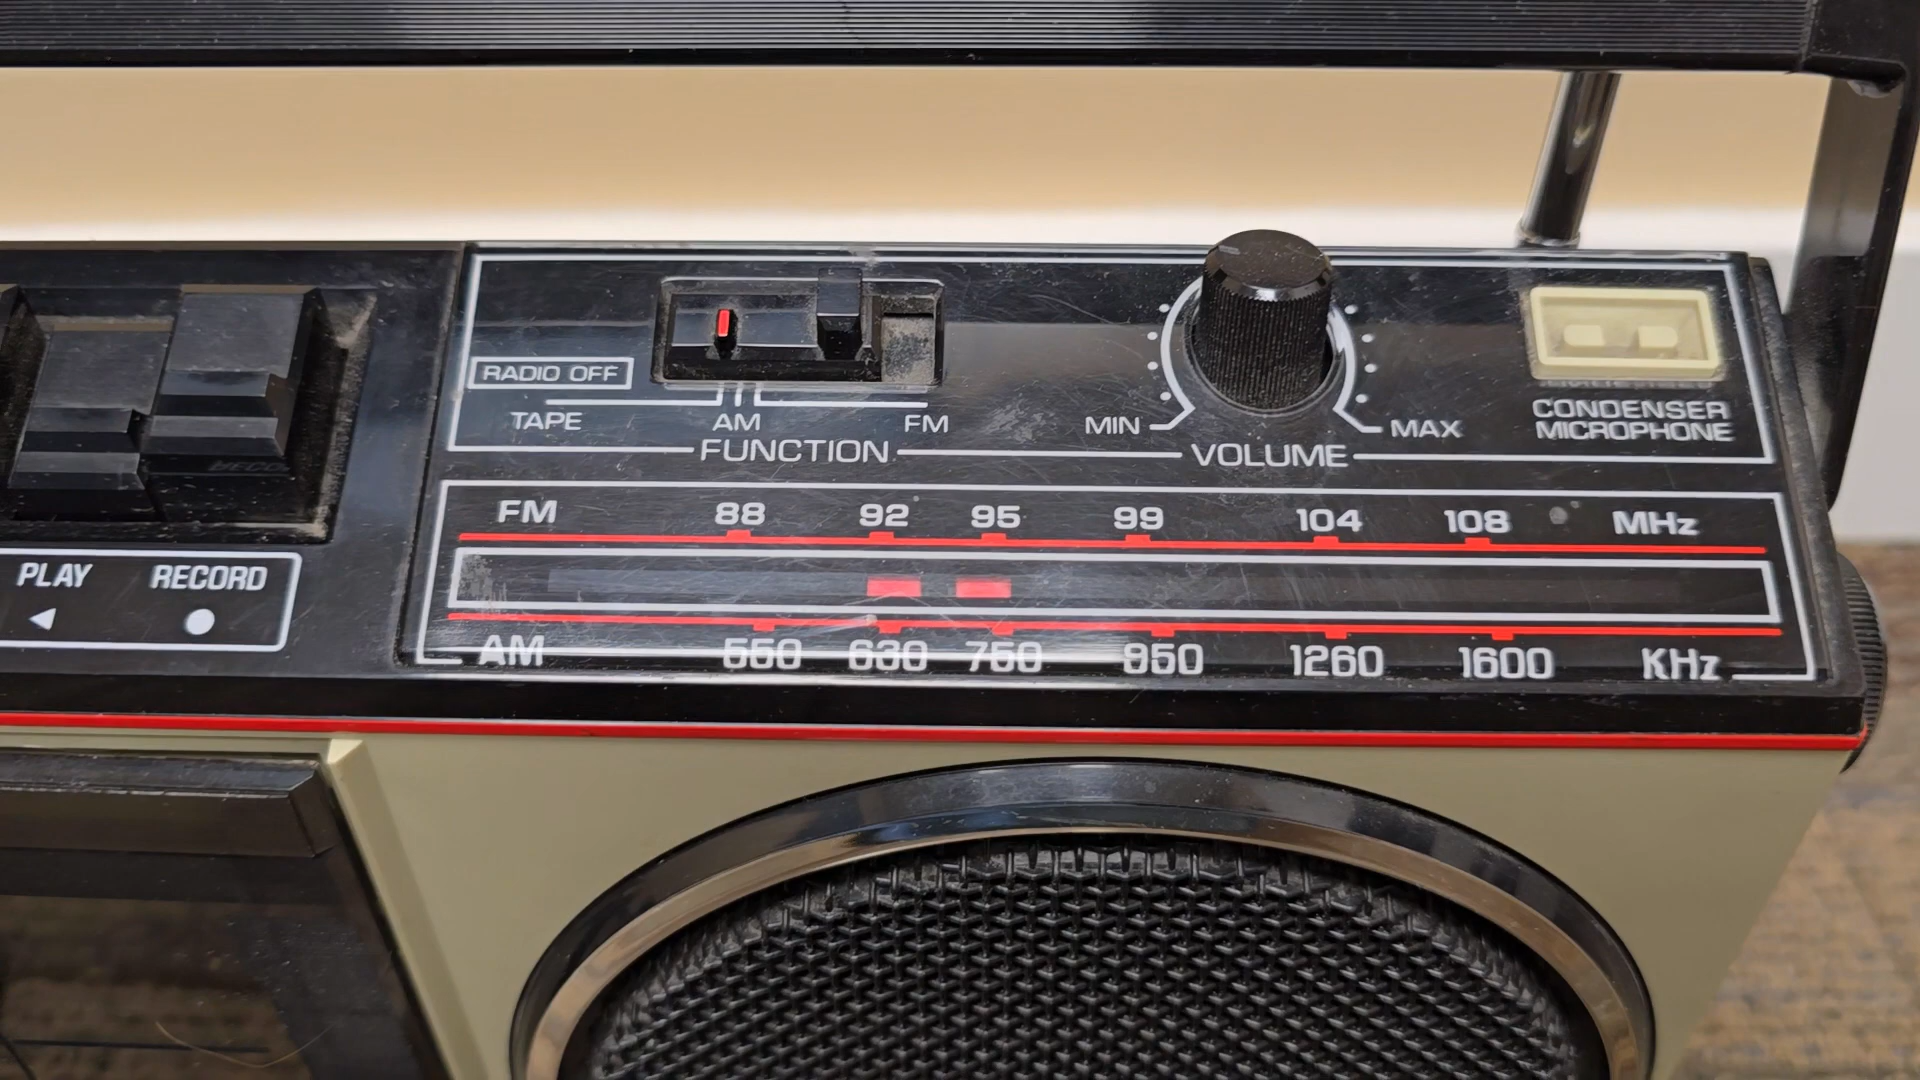 RADIO OFF
TAPE AM FM
FUNCTION
MIN MAX
VOLUME
CONDENSER
MICROPHONE
PLAY RECORD
FM 88 92 95 99 104 108 MHz
AM 550 630 750 950 1260 1600 KHz